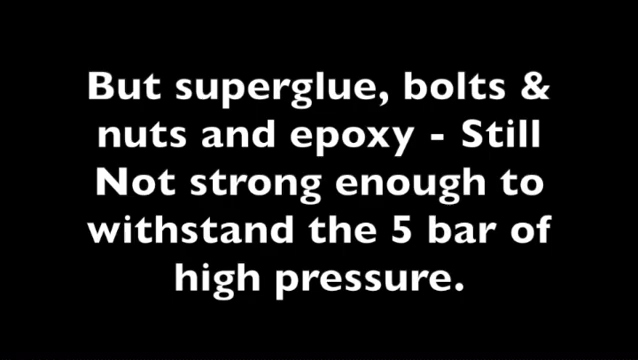 But superglue, bolts &
nuts and epoxy - Still
Not strong enough to
withstand the 5 bar of
high pressure.